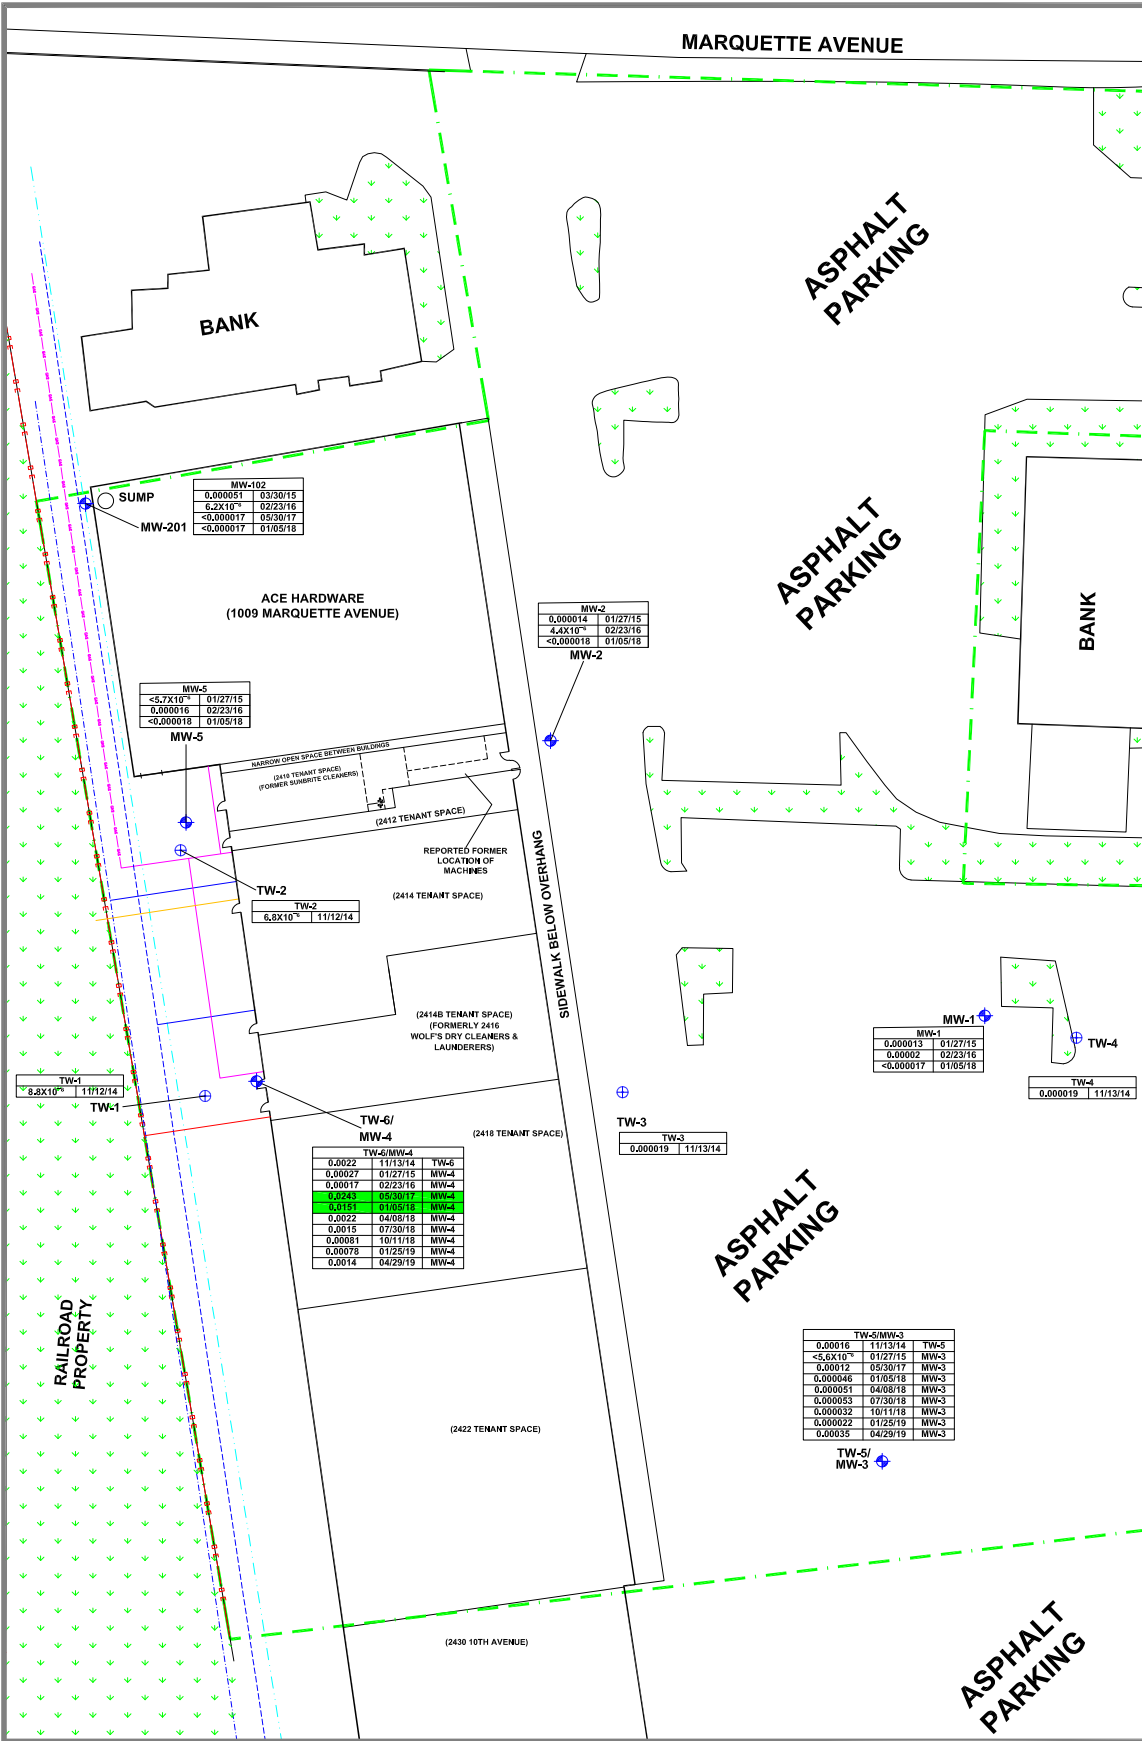 MARQUETTE AVENUE
ASPHALT
PARKING
BANK
SUMP
MW-201
MW-102
0.000051 03/30/15
6.2X10⁻⁶ 02/23/16
<0.000017 05/30/17
<0.000017 01/05/18
ACE HARDWARE
(1009 MARQUETTE AVENUE)
ASPHALT
PARKING
BANK
MW-2
0.000014 01/27/15
4.4X10⁻⁶ 02/23/16
<0.000018 01/05/18
MW-2
MW-5
<5.7X10⁻⁶ 01/27/15
0.000016 02/23/16
<0.000018 01/05/18
MW-5
NARROW OPEN SPACE BETWEEN BUILDINGS
(2410 TENANT SPACE)
(FORMER SUNBRITE CLEANERS)
(2412 TENANT SPACE)
REPORTED FORMER
LOCATION OF
MACHINES
TW-2
TW-2
6.8X10⁻⁶ 11/12/14
(2414 TENANT SPACE)
SIDEWALK BELOW OVERHANG
(2414B TENANT SPACE)
(FORMERLY 2416
WOLF'S DRY CLEANERS &
LAUNDERERS)
MW-1
MW-1
0.000013 01/27/15
0.00002 02/23/16
<0.000017 01/05/18
TW-4
TW-4
0.000019 11/13/14
TW-1
8.8X10⁻⁶ 11/12/14
TW-1
TW-6/
MW-4
TW-6/MW-4
0.0022 11/13/14 TW-6
0.00027 01/27/15 MW-4
0.00017 02/23/16 MW-4
0.0243 05/30/17 MW-4
0.0151 01/05/18 MW-4
0.0022 04/08/18 MW-4
0.0015 07/30/18 MW-4
0.00081 10/11/18 MW-4
0.00078 01/25/19 MW-4
0.0014 04/29/19 MW-4
(2418 TENANT SPACE)
TW-3
TW-3
0.000019 11/13/14
ASPHALT
PARKING
RAILROAD
PROPERTY
TW-5/MW-3
0.00016 11/13/14 TW-5
<5.6X10⁻⁶ 01/27/15 MW-3
0.00012 05/30/17 MW-3
0.000046 01/05/18 MW-3
0.000051 04/08/18 MW-3
0.000053 07/30/18 MW-3
0.000032 10/11/18 MW-3
0.000022 01/25/19 MW-3
0.00035 04/29/19 MW-3
TW-5/
MW-3
(2422 TENANT SPACE)
(2430 10TH AVENUE)
ASPHALT
PARKING